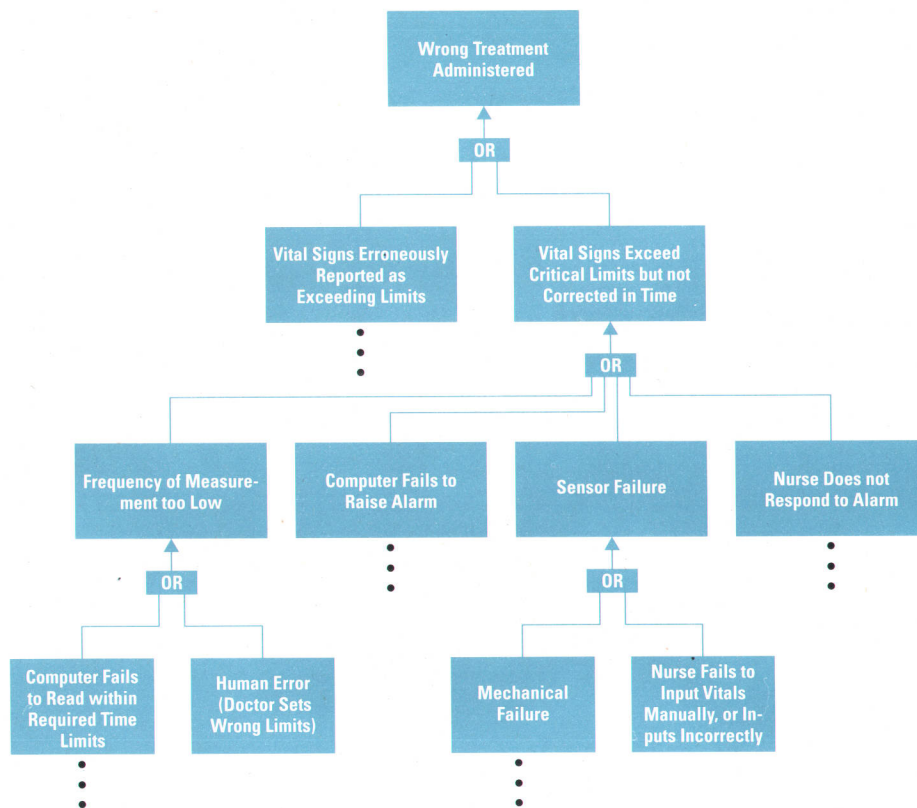 Wrong Treatment
Administered
OR
Vital Signs Erroneously
Reported as
Exceeding Limits
Vital Signs Exceed
Critical Limits but not
Corrected in Time
OR
Frequency of Measure-
ment too Low
Computer Fails to
Raise Alarm
Sensor Failure
Nurse Does not
Respond to Alarm
OR
OR
Computer Fails
to Read within
Required Time
Limits
Human Error
(Doctor Sets
Wrong Limits)
Mechanical
Failure
Nurse Fails to
Input Vitals
Manually, or In-
puts Incorrectly